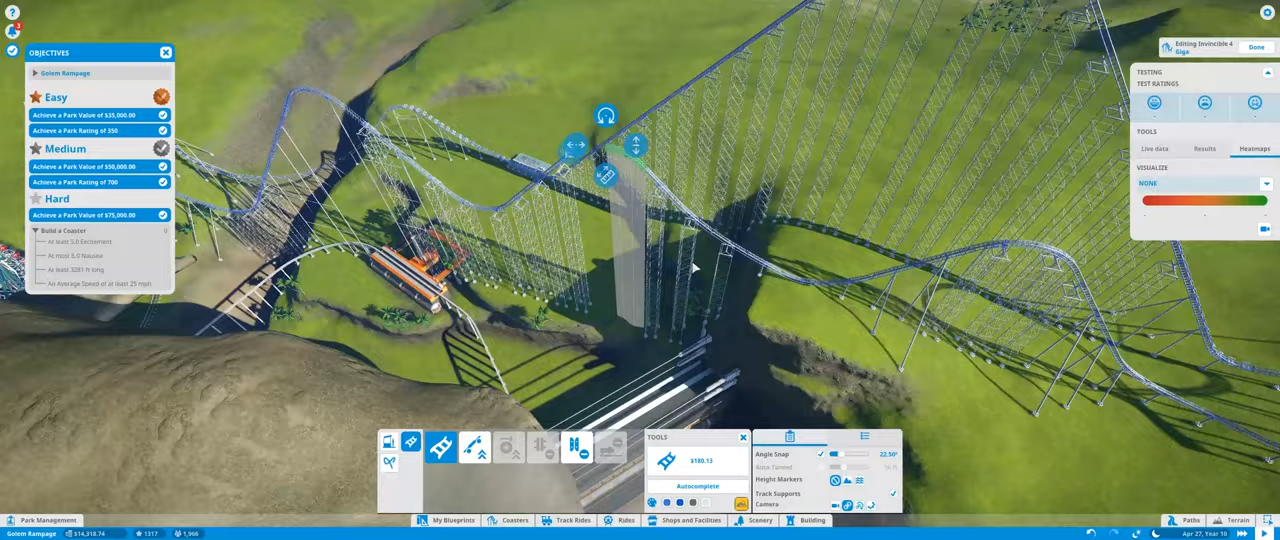 ?
3
OBJECTIVES
Golem Rampage
Easy
Achieve a Park Value of $35,000.00
Achieve a Park Rating of 350
Medium
Achieve a Park Value of $50,000.00
Achieve a Park Rating of 700
Hard
Achieve a Park Value of $75,000.00
Build a Coaster 0
At least 5.0 Excitement
At most 8.0 Nausea
At least 3281 ft long
An Average Speed of at least 25 mph
Editing Invincible 4
Giga
Done
TESTING
TEST RATINGS
- - -
TOOLS
Live data Results Heatmaps
VISUALIZE
NONE
- - -
TOOLS
$180.13
Autocomplete
Angle Snap 22.50°
Height Markers
Track Supports
Camera
Park Management
My Blueprints Coasters Track Rides Rides Shops and Facilities Scenery Building
Paths Terrain
Golem Rampage $14,318.74 1317 1,966
Apr 27, Year 10